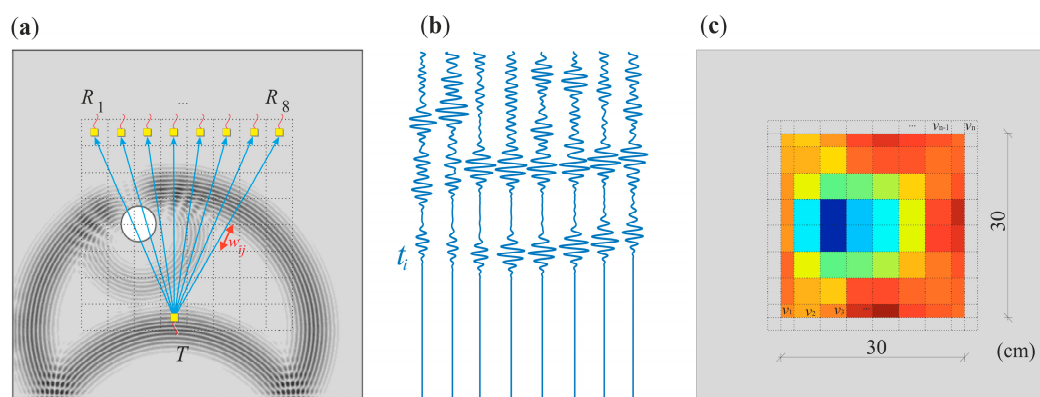 (a)
(b)
(c)
R1 ... R8
wij
T
ti
... vn-1 vn
v1 v2 v3 ...
30
30
(cm)